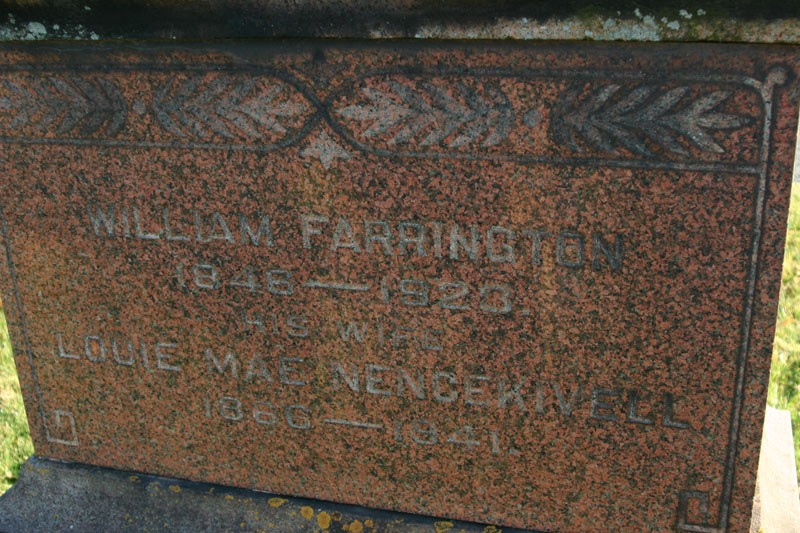 WILLIAM FARRINGTON
1846 — 1923.
HIS WIFE
LOUIE MAE NENCEKIVELL
1866 — 1941.